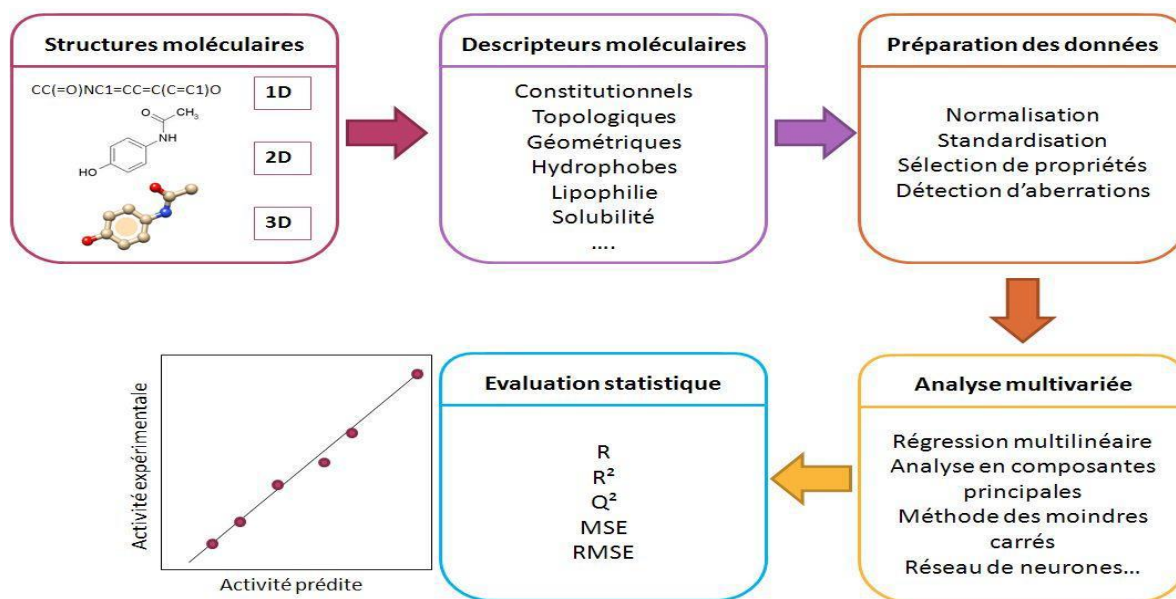 Structures moléculaires
CC(=O)NC1=CC=C(C=C1)O
1D
O
CH3
NH
HO
2D
3D
Descripteurs moléculaires
Constitutionnels
Topologiques
Géométriques
Hydrophobes
Lipophilie
Solubilité
....
Préparation des données
Normalisation
Standardisation
Sélection de propriétés
Détection d'aberrations
Analyse multivariée
Régression multilinéaire
Analyse en composantes
principales
Méthode des moindres
carrés
Réseau de neurones...
Evaluation statistique
R
R²
Q²
MSE
RMSE
Activité expérimentale
Activité prédite